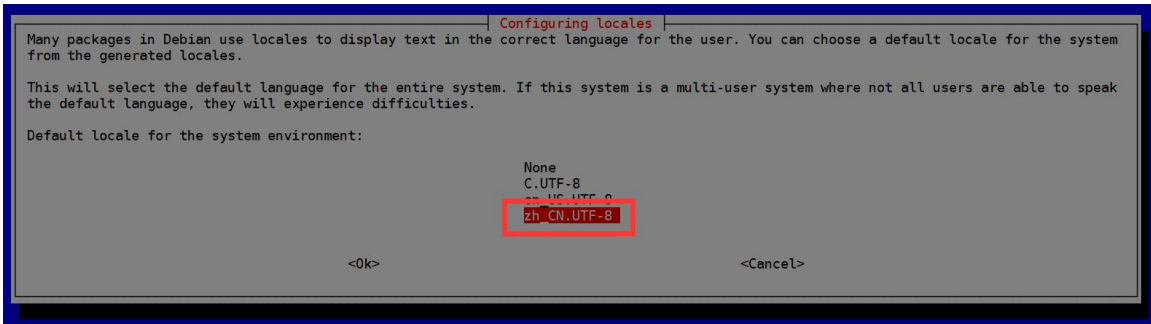 Configuring locales
Many packages in Debian use locales to display text in the correct language for the user. You can choose a default locale for the system
from the generated locales.
This will select the default language for the entire system. If this system is a multi-user system where not all users are able to speak
the default language, they will experience difficulties.
Default locale for the system environment:
None
C.UTF-8
en_US.UTF-8
zh_CN.UTF-8
<Ok> <Cancel>